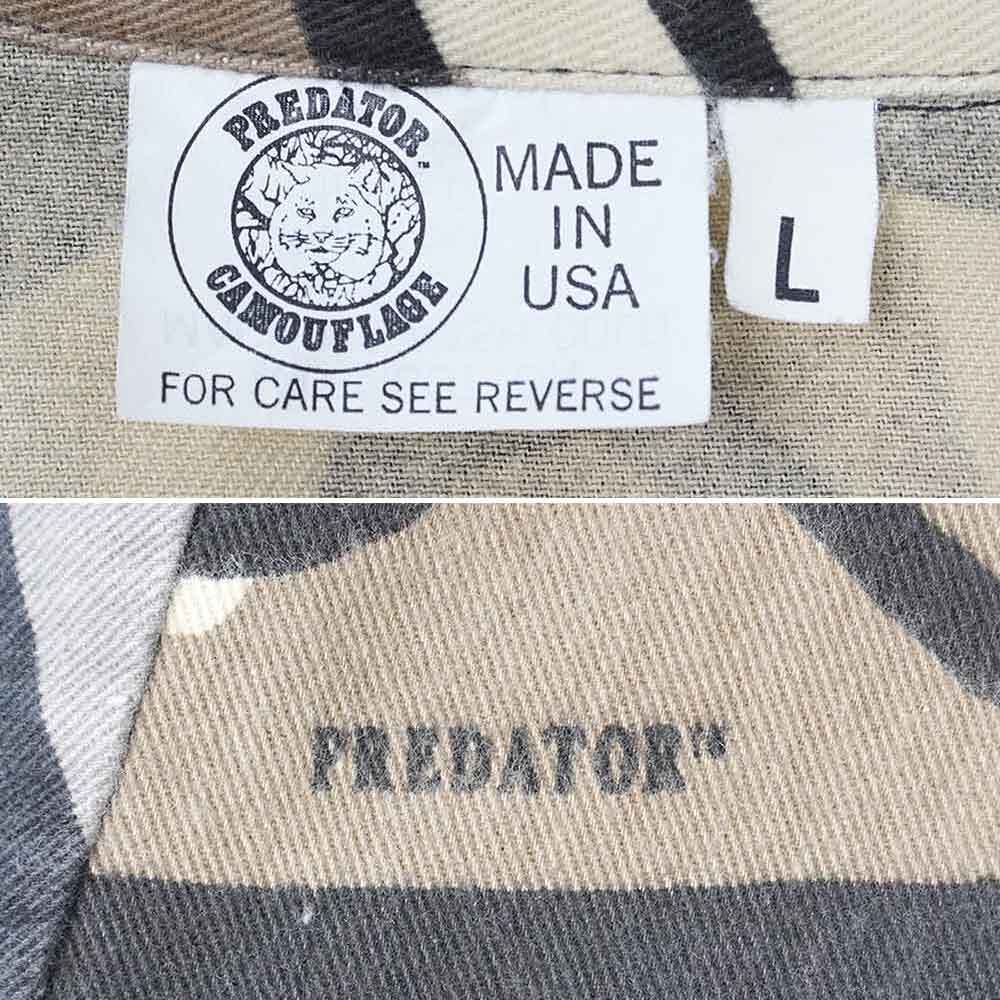 PREDATOR™
CAMOUFLAGE
MADE
IN
USA
FOR CARE SEE REVERSE
L
PREDATOR™